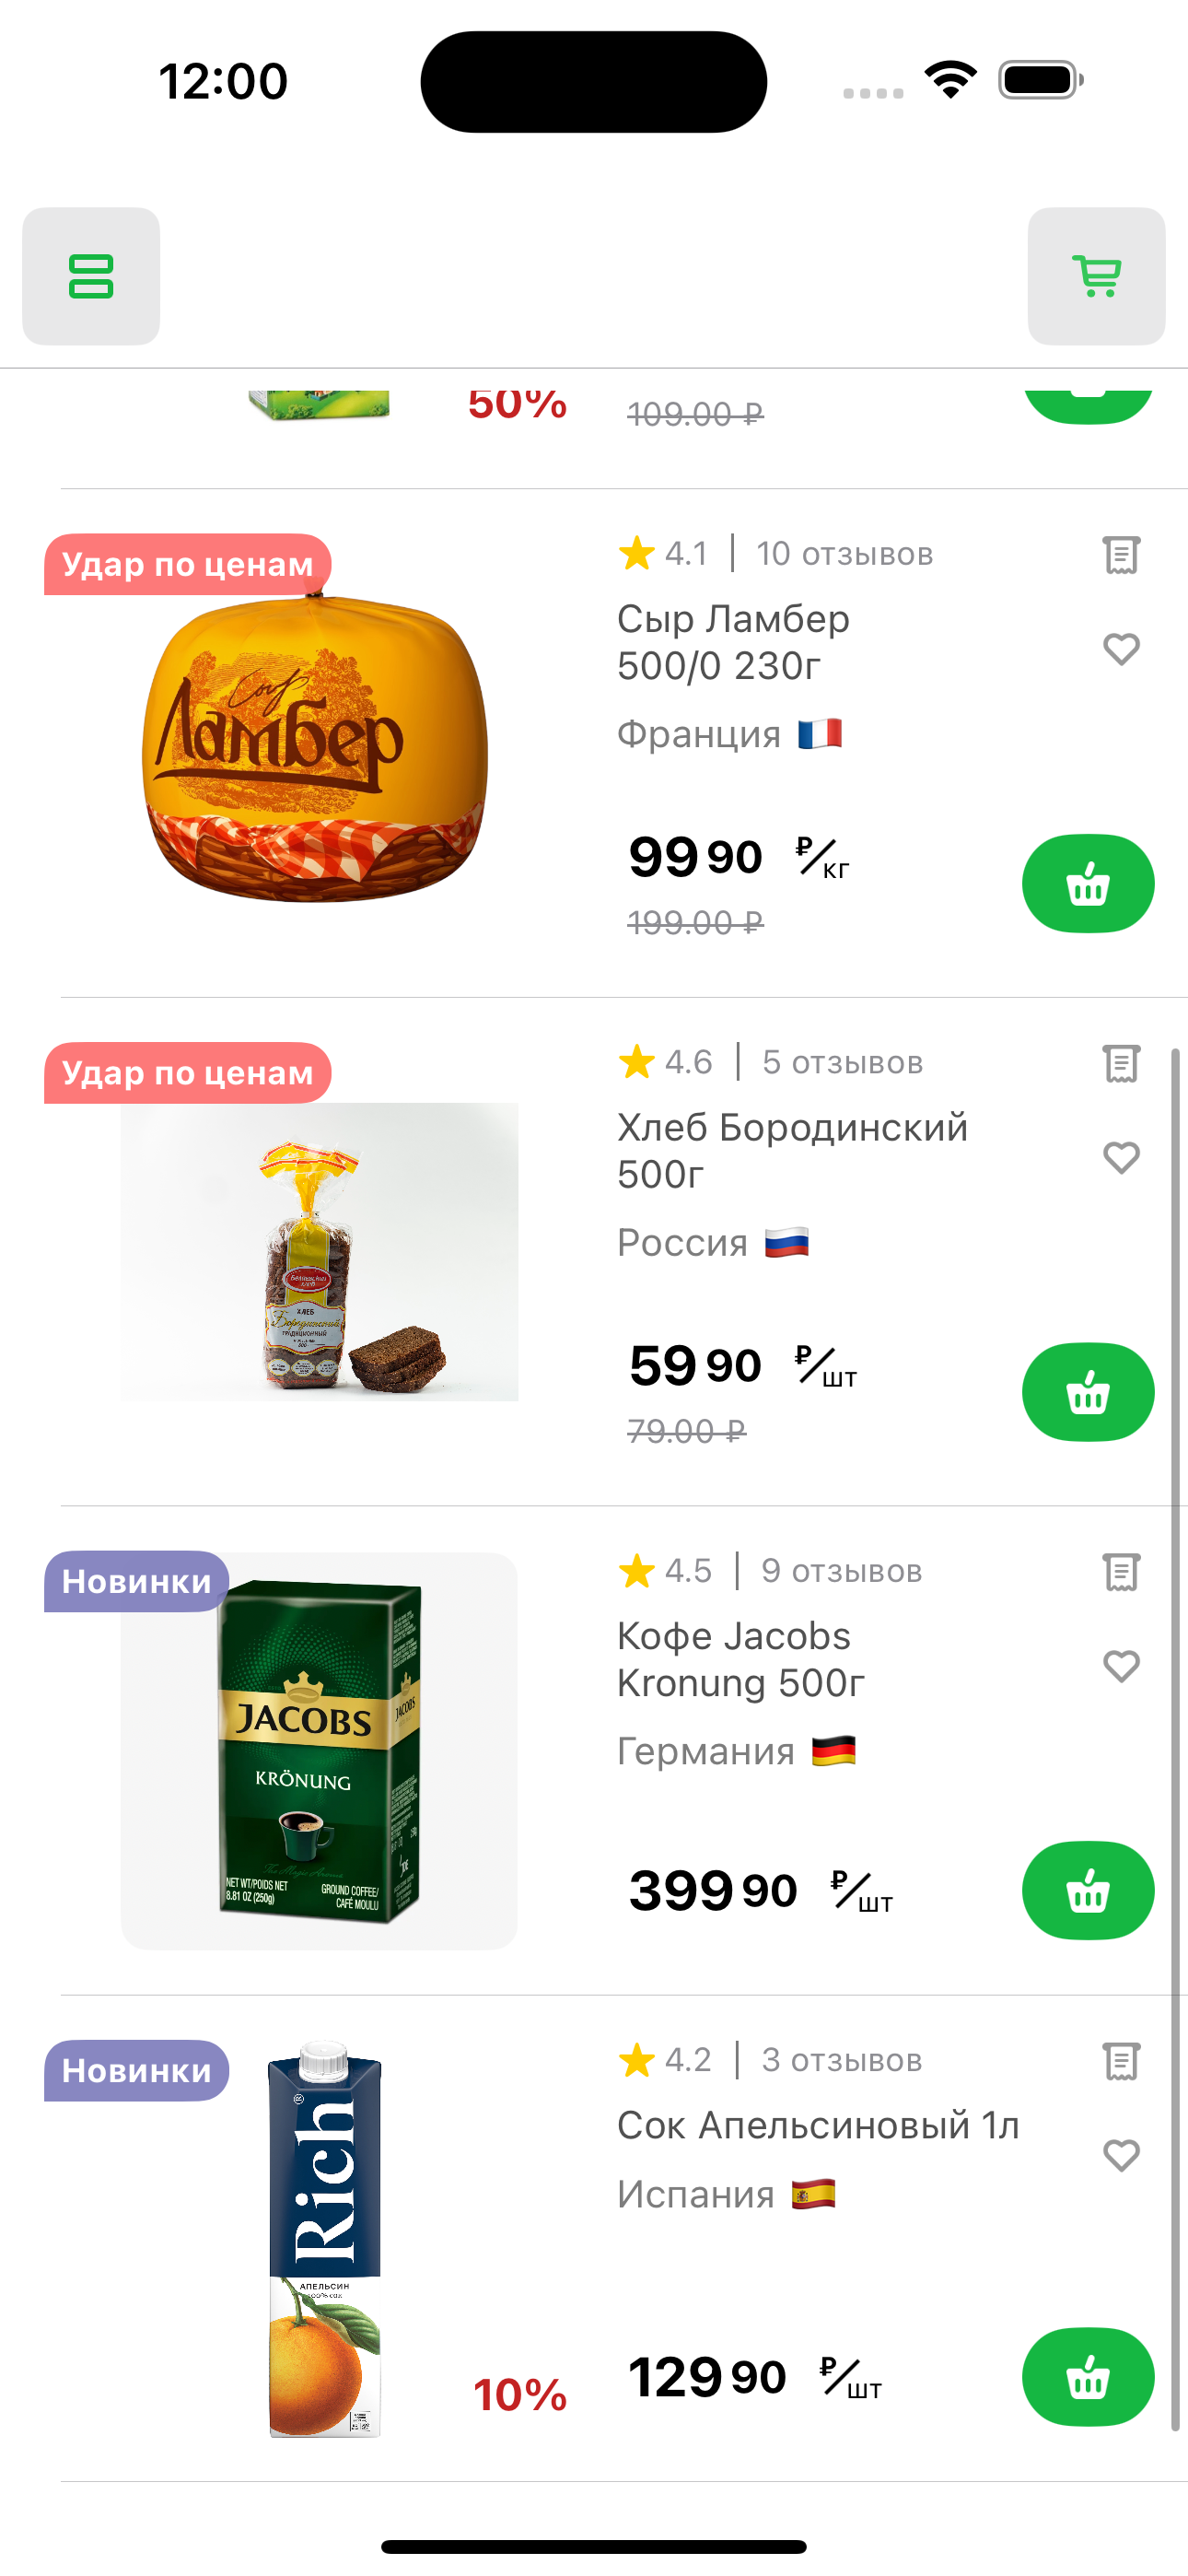 12:00
50%
109.00 ₽
Удар по ценам
4.1 | 10 отзывов
Сыр Ламбер
500/0 230г
Франция
Сыр
Ламбер
99 90 ₽/кг
199.00 ₽
Удар по ценам
4.6 | 5 отзывов
Хлеб Бородинский
500г
Россия
ХЛЕБ
Бородинский
ТРАДИЦИОННЫЙ
59 90 ₽/шт
79.00 ₽
Новинки
4.5 | 9 отзывов
Кофе Jacobs
Kronung 500г
Германия
JACOBS
JACOBS
KRÖNUNG
NET WT/POIDS NET
8.81 OZ (250g)
GROUND COFFEE/
CAFÉ MOULU
399 90 ₽/шт
Новинки
4.2 | 3 отзывов
Сок Апельсиновый 1л
Испания
Rich®
АПЕЛЬСИН
10%
129 90 ₽/шт